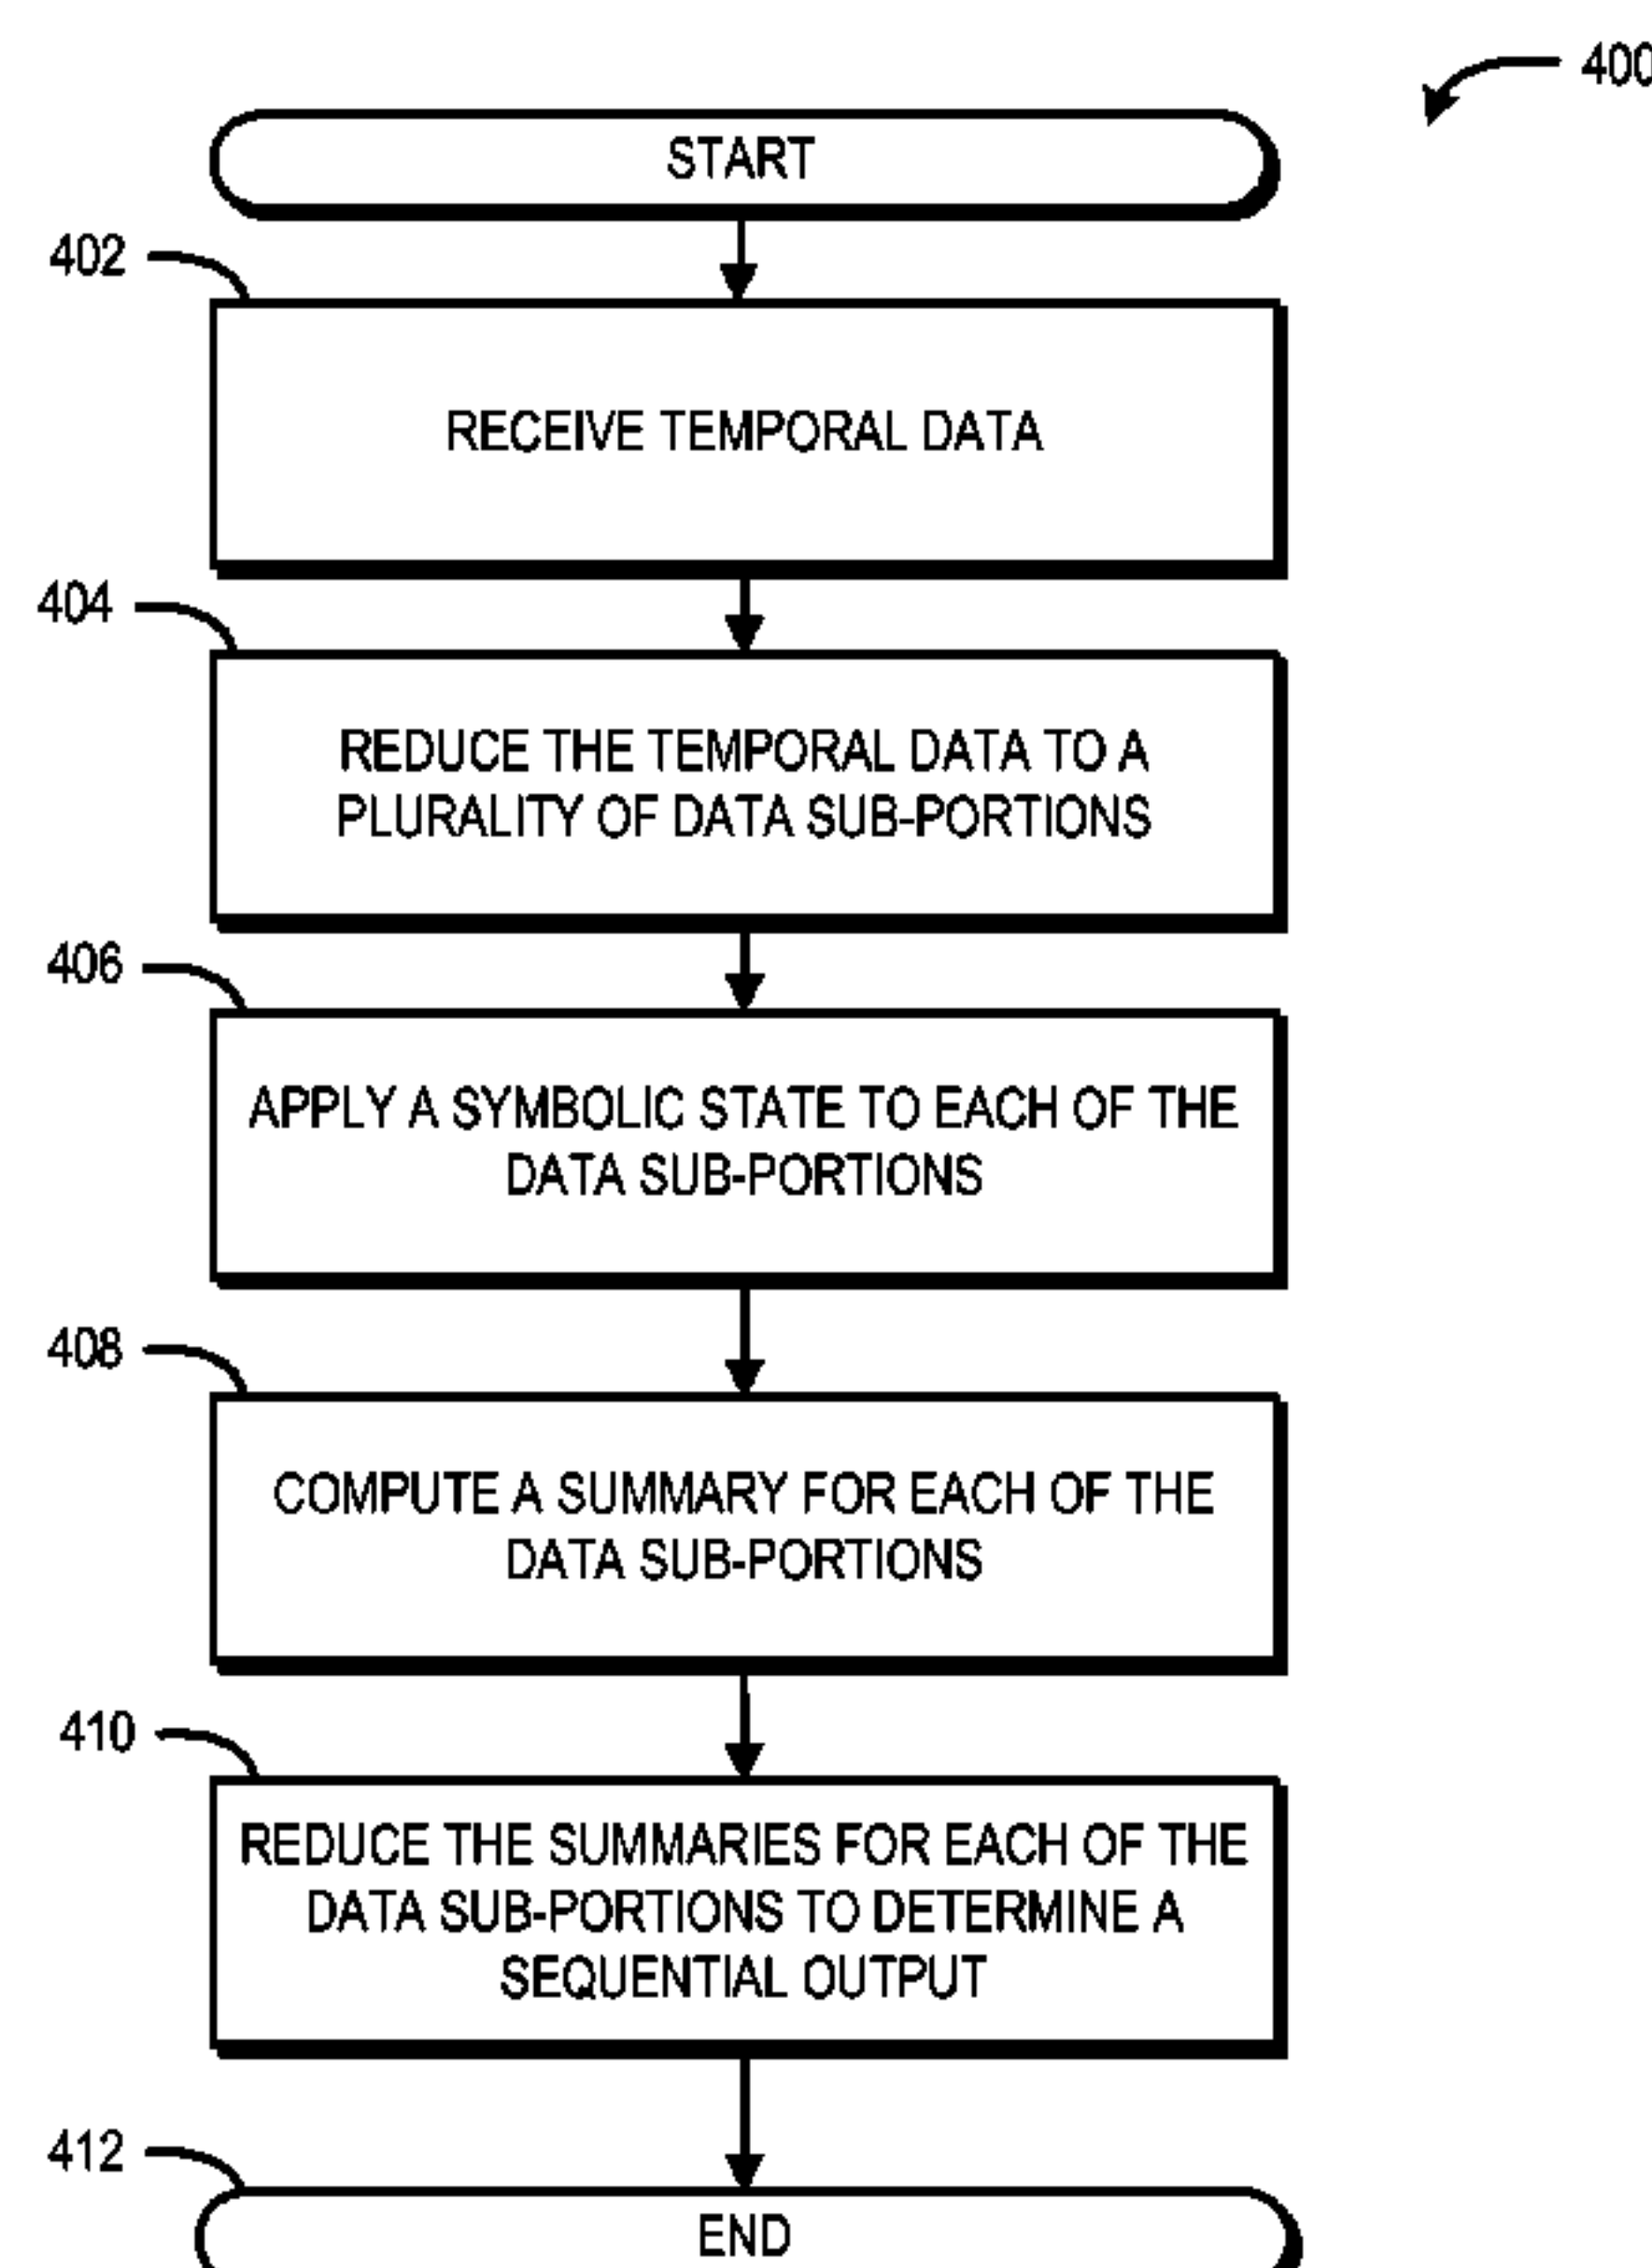 400
START
402
RECEIVE TEMPORAL DATA
404
REDUCE THE TEMPORAL DATA TO A
PLURALITY OF DATA SUB-PORTIONS
406
APPLY A SYMBOLIC STATE TO EACH OF THE
DATA SUB-PORTIONS
408
COMPUTE A SUMMARY FOR EACH OF THE
DATA SUB-PORTIONS
410
REDUCE THE SUMMARIES FOR EACH OF THE
DATA SUB-PORTIONS TO DETERMINE A
SEQUENTIAL OUTPUT
412
END